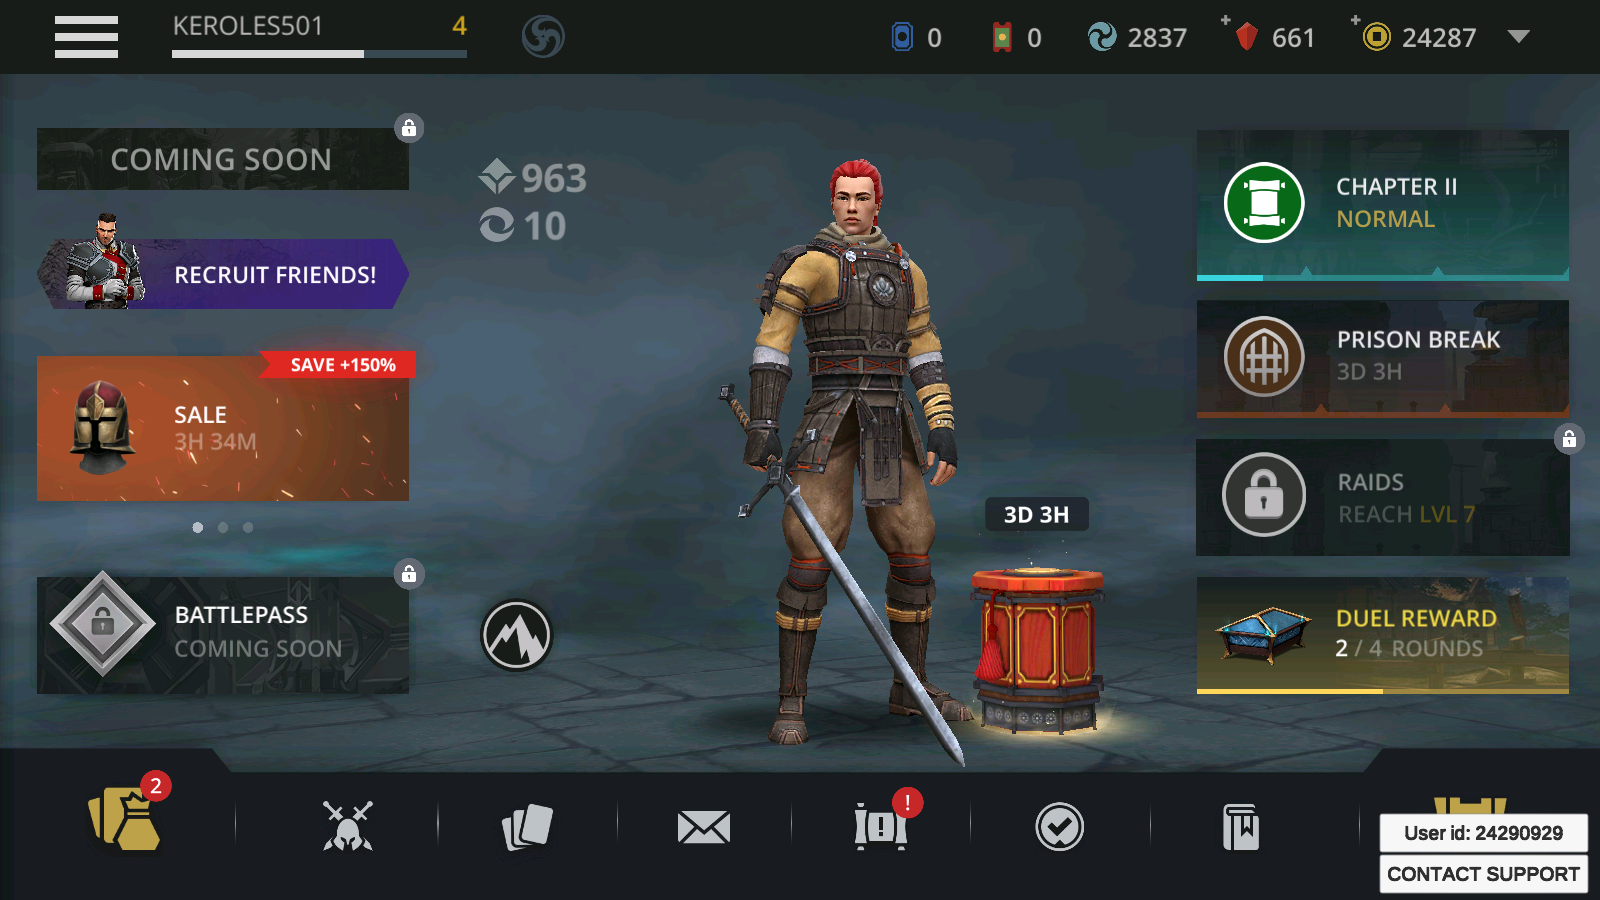 KEROLES501
4
0
0
2837
661
24287
COMING SOON
RECRUIT FRIENDS!
SAVE +150%
SALE
3H 34M
BATTLEPASS
COMING SOON
963
10
3D 3H
CHAPTER II
NORMAL
PRISON BREAK
3D 3H
RAIDS
REACH LVL 7
DUEL REWARD
2 / 4 ROUNDS
2
!
!
User id: 24290929
CONTACT SUPPORT